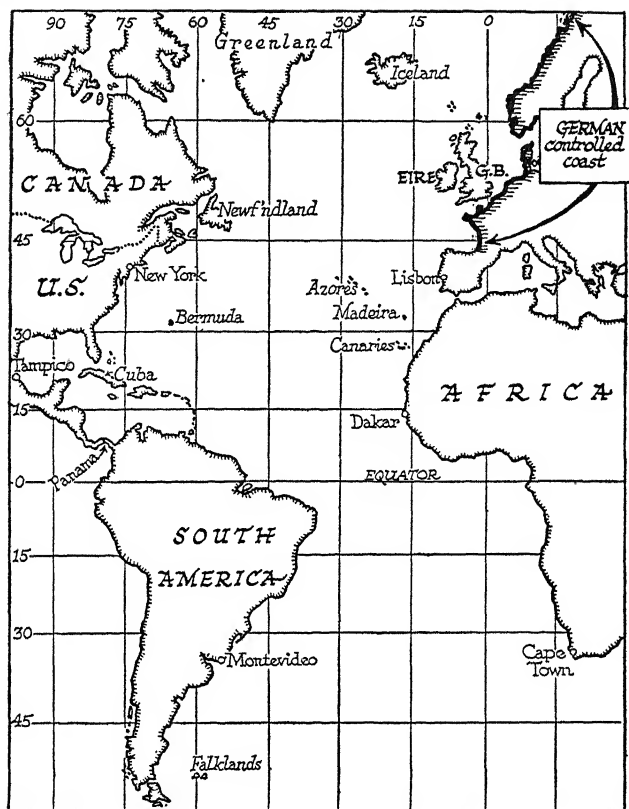 90 75 60 45 30 15 0
Greenland
Iceland
60
GERMAN
controlled
coast
EIRE
G.B.
CANADA
Newf'ndland
45
New York
Lisbon
U.S.
Azores
Bermuda
Madeira
30
Canaries
Tampico
Cuba
AFRICA
15
Dakar
Panama
EQUATOR
0
SOUTH
AMERICA
15
30
Montevideo
Cape
Town
45
Falklands